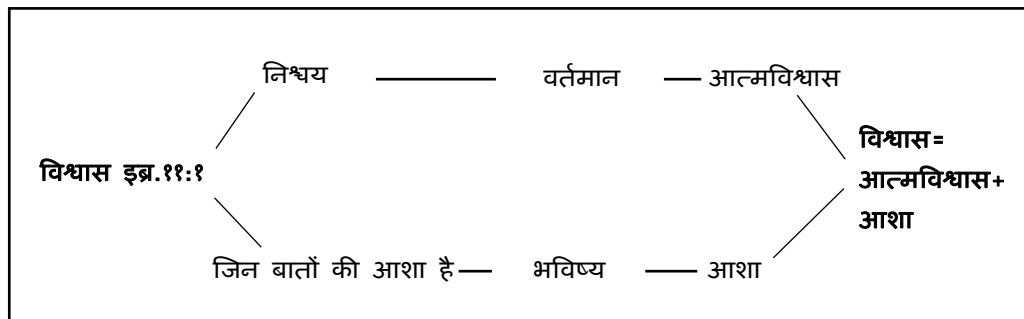 निश्चय वर्तमान आत्मविश्वास
विश्वास इब्र.११:१
विश्वास=
आत्मविश्वास+
आशा
जिन बातों की आशा है भविष्य आशा